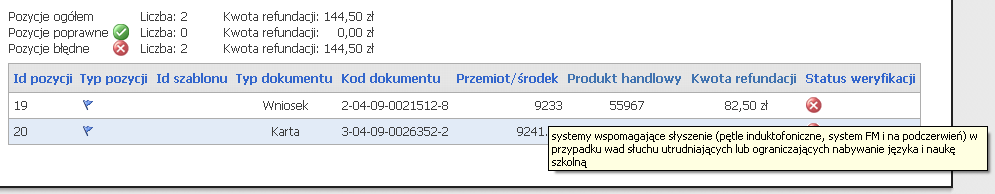 Pozycje ogółem Liczba: 2 Kwota refundacji: 144,50 zł
Pozycje poprawne Liczba: 0 Kwota refundacji: 0,00 zł
Pozycje błędne Liczba: 2 Kwota refundacji: 144,50 zł
Id pozycji Typ pozycji Id szablonu Typ dokumentu Kod dokumentu Przemiot/środek Produkt handlowy Kwota refundacji Status weryfikacji
19 Wniosek 2-04-09-0021512-8 9233 55967 82,50 zł
20 Karta 3-04-09-0026352-2 9241
systemy wspomagające słyszenie (pętle induktofoniczne, system FM i na podczerwień) w
przypadku wad słuchu utrudniających lub ograniczających nabywanie języka i naukę
szkolną